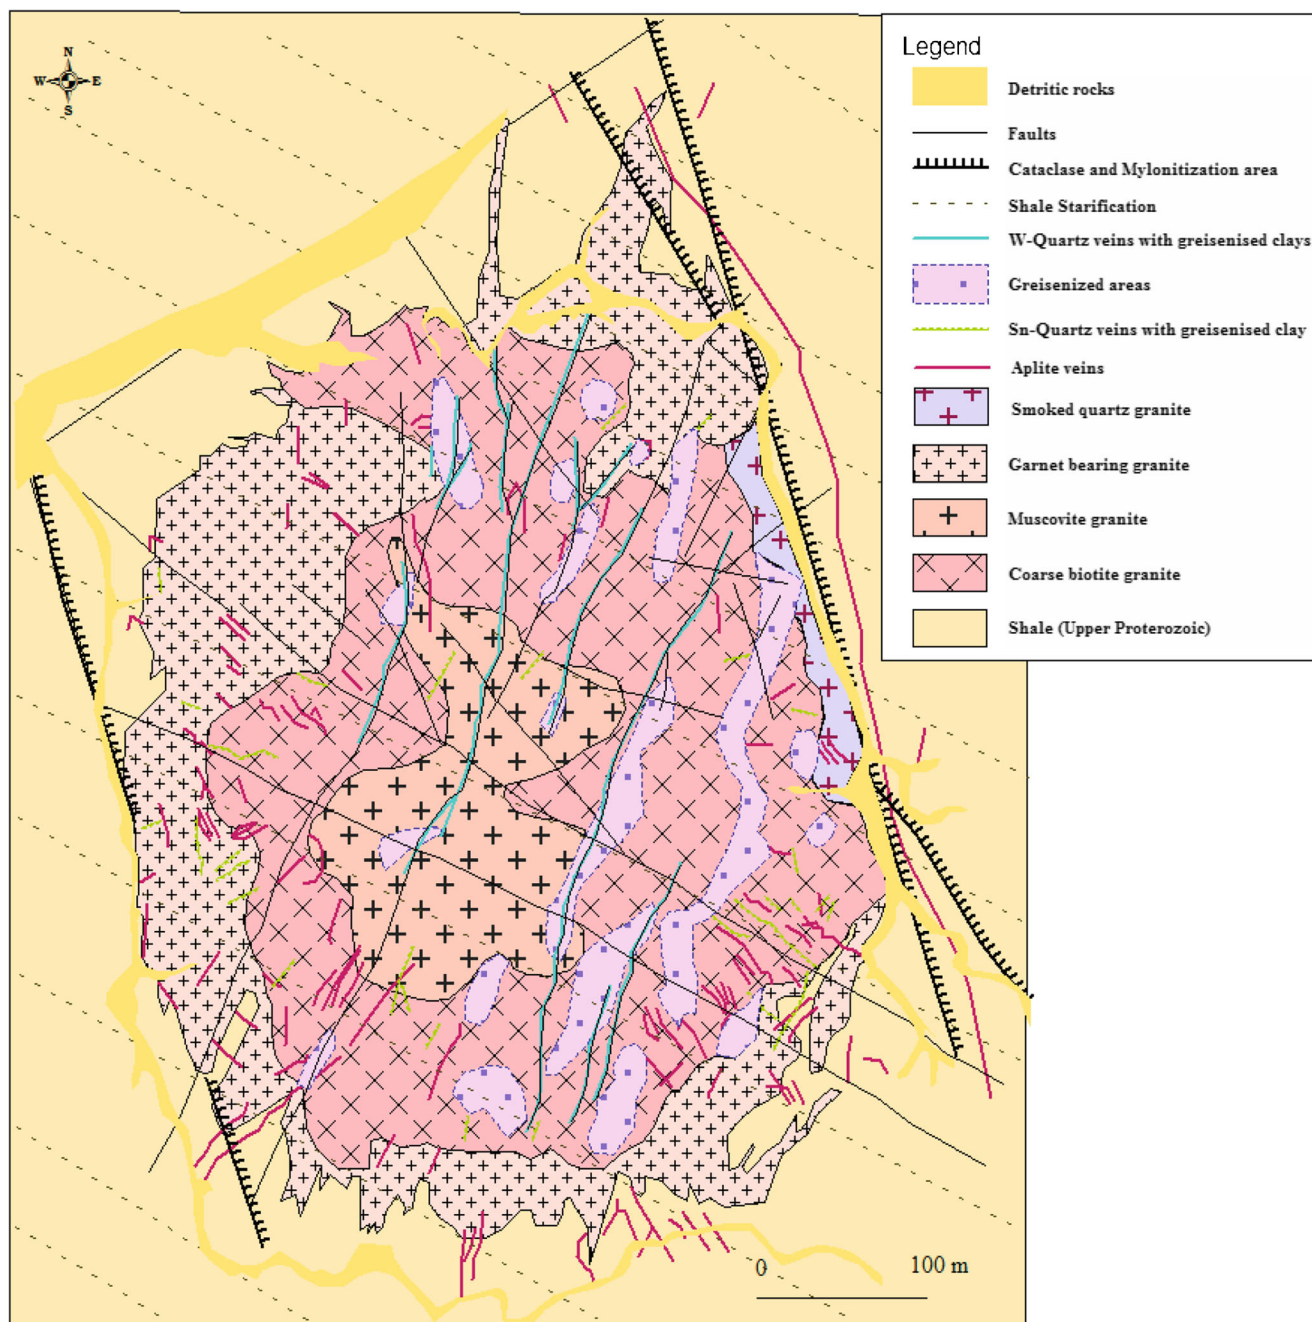 N
W E
S
Legend
Detritic rocks
Faults
Cataclase and Mylonitization area
Shale Starification
W-Quartz veins with greisenised clays
Greisenized areas
Sn-Quartz veins with greisenised clay
Aplite veins
Smoked quartz granite
Garnet bearing granite
Muscovite granite
Coarse biotite granite
Shale (Upper Proterozoic)
0 100 m